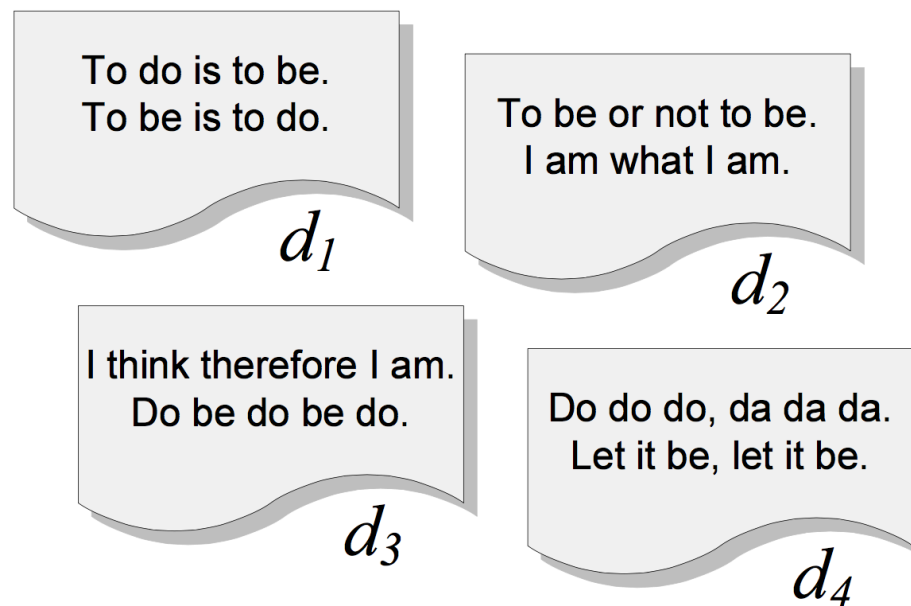 To do is to be.
To be is to do.
d1
To be or not to be.
I am what I am.
d2
I think therefore I am.
Do be do be do.
d3
Do do do, da da da.
Let it be, let it be.
d4